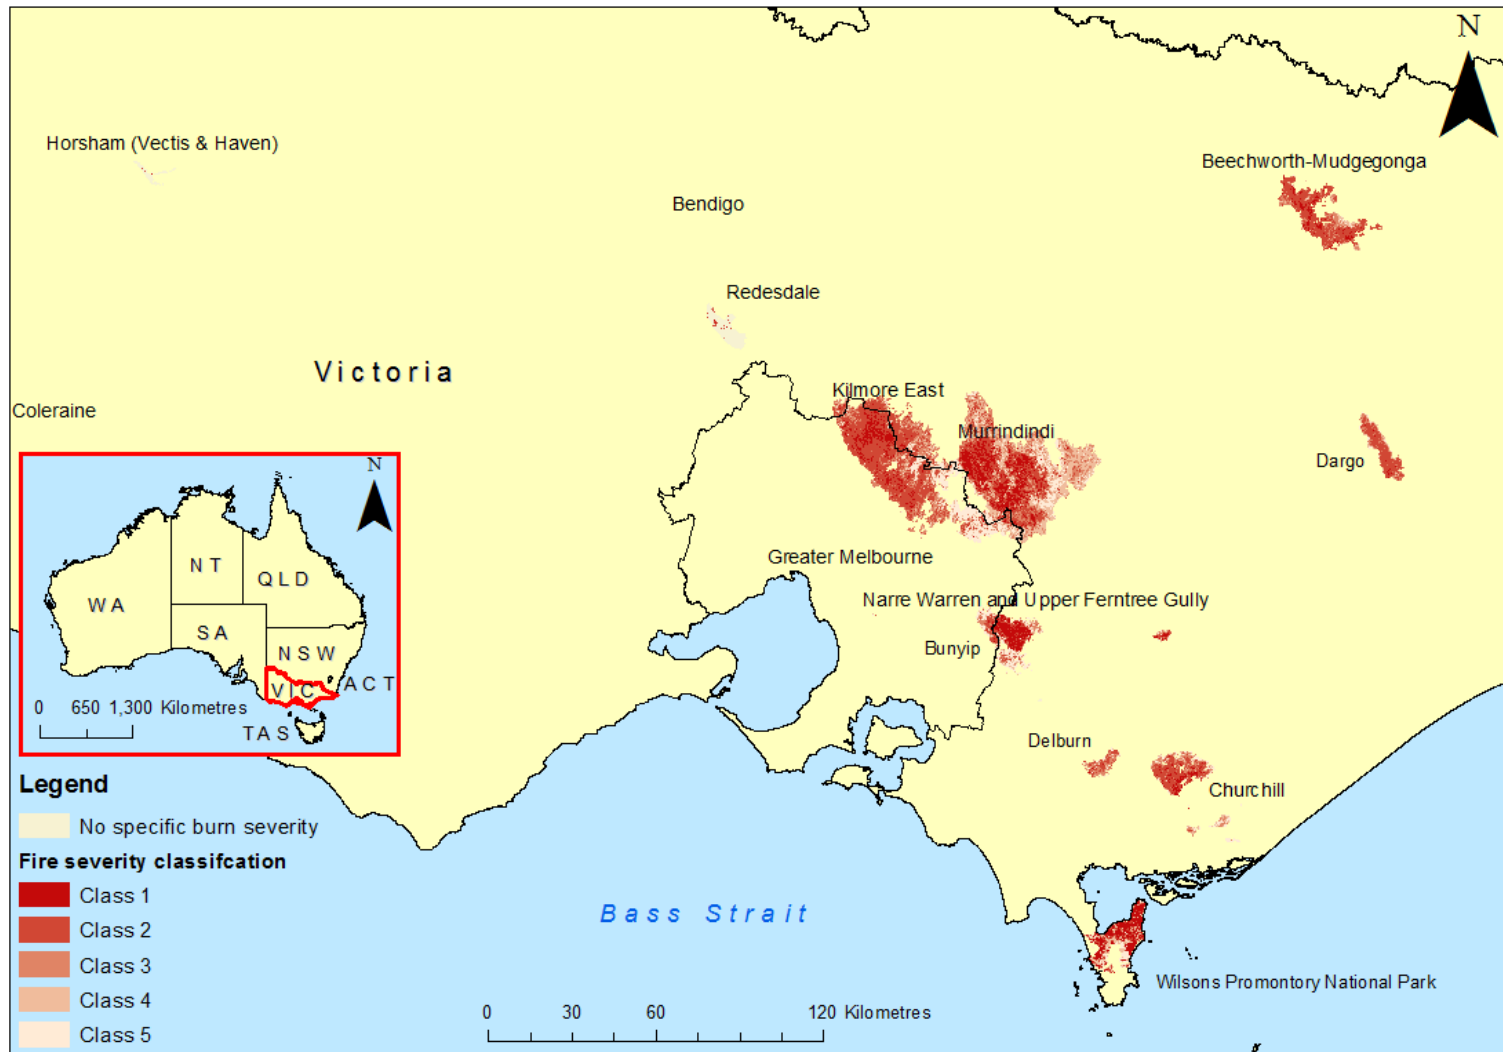 N
Horsham (Vectis & Haven)
Beechworth-Mudgegonga
Bendigo
Redesdale
Victoria
Kilmore East
Coleraine
Murrindindi
Dargo
Greater Melbourne
Narre Warren and Upper Ferntree Gully
Bunyip
Delburn
Churchill
Bass Strait
Wilsons Promontory National Park
0 30 60 120 Kilometres
N
NT
QLD
WA
SA
NSW
VIC
ACT
0 650 1,300 Kilometres
TAS
Legend
No specific burn severity
Fire severity classifcation
Class 1
Class 2
Class 3
Class 4
Class 5